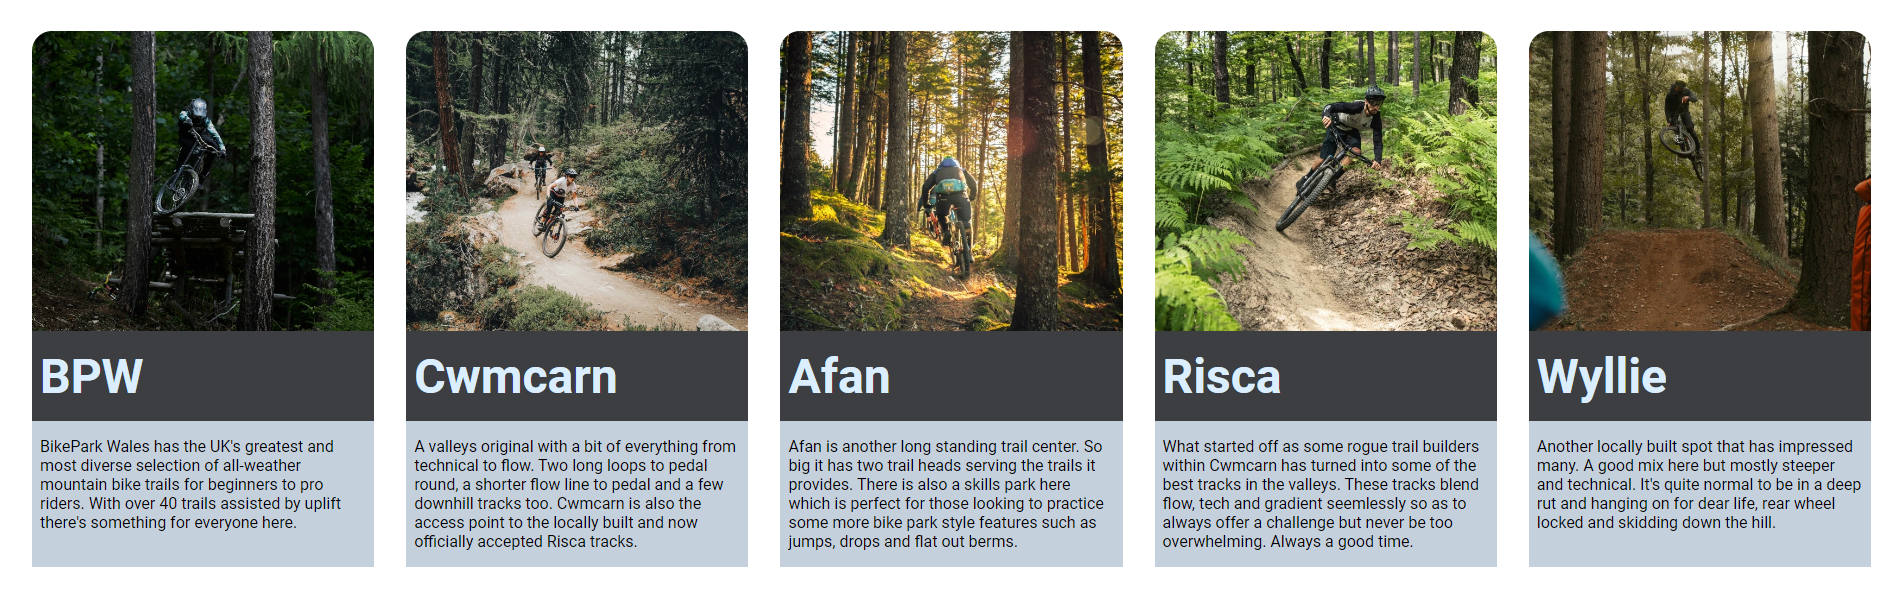 BPW
BikePark Wales has the UK's greatest and
most diverse selection of all-weather
mountain bike trails for beginners to pro
riders. With over 40 trails assisted by uplift
there's something for everyone here.
Cwmcarn
A valleys original with a bit of everything from
technical to flow. Two long loops to pedal
round, a shorter flow line to pedal and a few
downhill tracks too. Cwmcarn is also the
access point to the locally built and now
officially accepted Risca tracks.
Afan
Afan is another long standing trail center. So
big it has two trail heads serving the trails it
provides. There is also a skills park here
which is perfect for those looking to practice
some more bike park style features such as
jumps, drops and flat out berms.
Risca
What started off as some rogue trail builders
within Cwmcarn has turned into some of the
best tracks in the valleys. These tracks blend
flow, tech and gradient seemlessly so as to
always offer a challenge but never be too
overwhelming. Always a good time.
Wyllie
Another locally built spot that has impressed
many. A good mix here but mostly steeper
and technical. It's quite normal to be in a deep
rut and hanging on for dear life, rear wheel
locked and skidding down the hill.